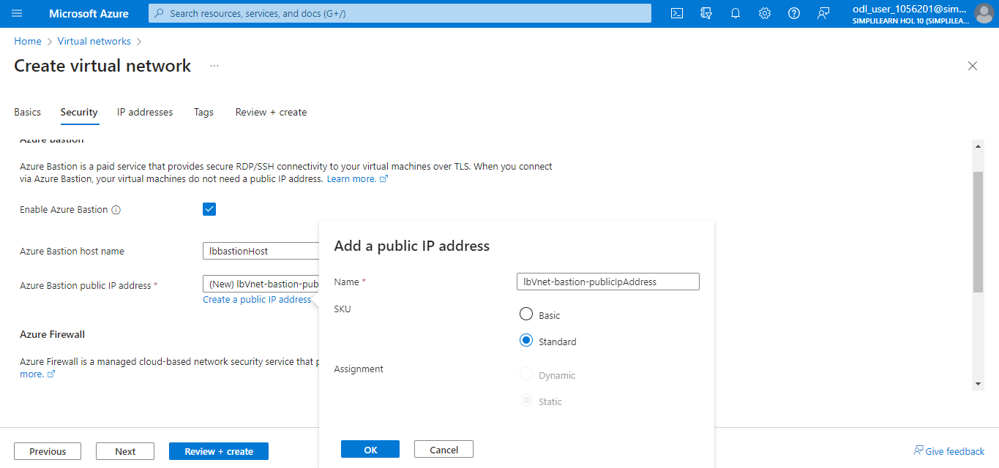 Microsoft Azure
Search resources, services, and docs (G+/)
odl_user_1056201@sim...
SIMPLILEARN HOL 10 (SIMPLILEA...
Home > Virtual networks >
Create virtual network ...
Basics
Security
IP addresses
Tags
Review + create
Azure Bastion
Azure Bastion is a paid service that provides secure RDP/SSH connectivity to your virtual machines over TLS. When you connect
via Azure Bastion, your virtual machines do not need a public IP address. Learn more.
Enable Azure Bastion
Azure Bastion host name
lbbastionHost
Azure Bastion public IP address *
(New) lbVnet-bastion-pub
Create a public IP address
Azure Firewall
Azure Firewall is a managed cloud-based network security service that p
more.
Add a public IP address
Name *
lbVnet-bastion-publicIpAddress
SKU
Basic
Standard
Assignment
Dynamic
Static
OK
Cancel
Previous
Next
Review + create
Give feedback